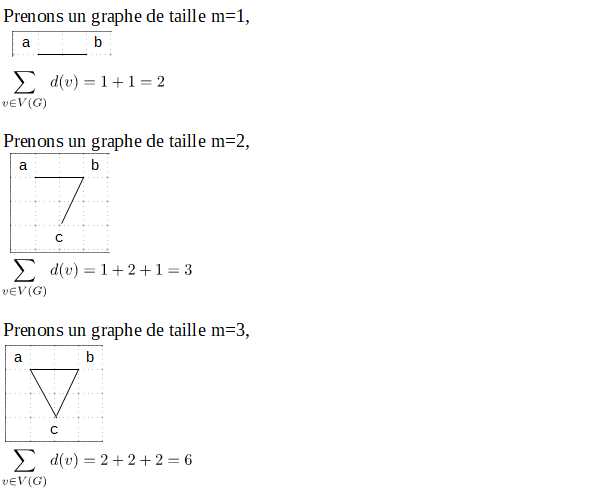 Prenons un graphe de taille m=1,
a b
∑ d(v) = 1 + 1 = 2
v∈V(G)
Prenons un graphe de taille m=2,
a b
c
∑ d(v) = 1 + 2 + 1 = 3
v∈V(G)
Prenons un graphe de taille m=3,
a b
c
∑ d(v) = 2 + 2 + 2 = 6
v∈V(G)